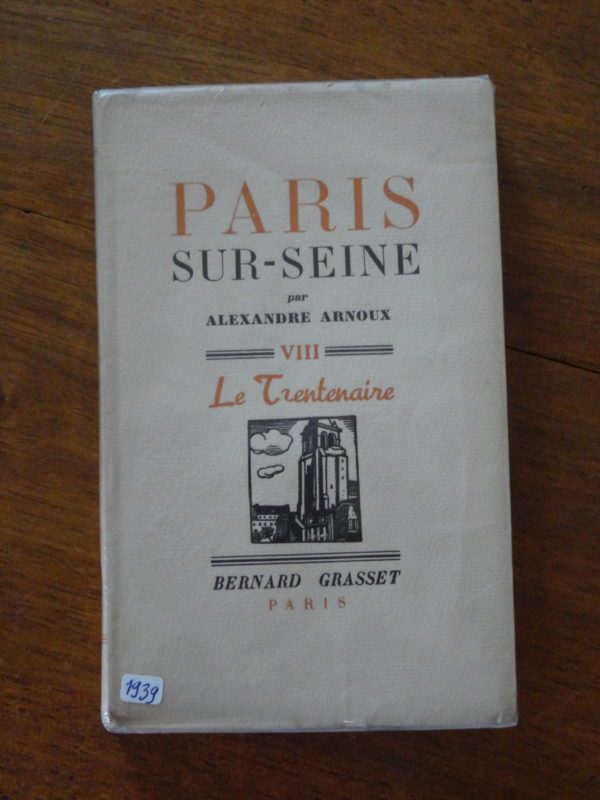 PARIS
SUR-SEINE
par
ALEXANDRE ARNOUX
VIII
Le Trentenaire
BERNARD GRASSET
PARIS
1939